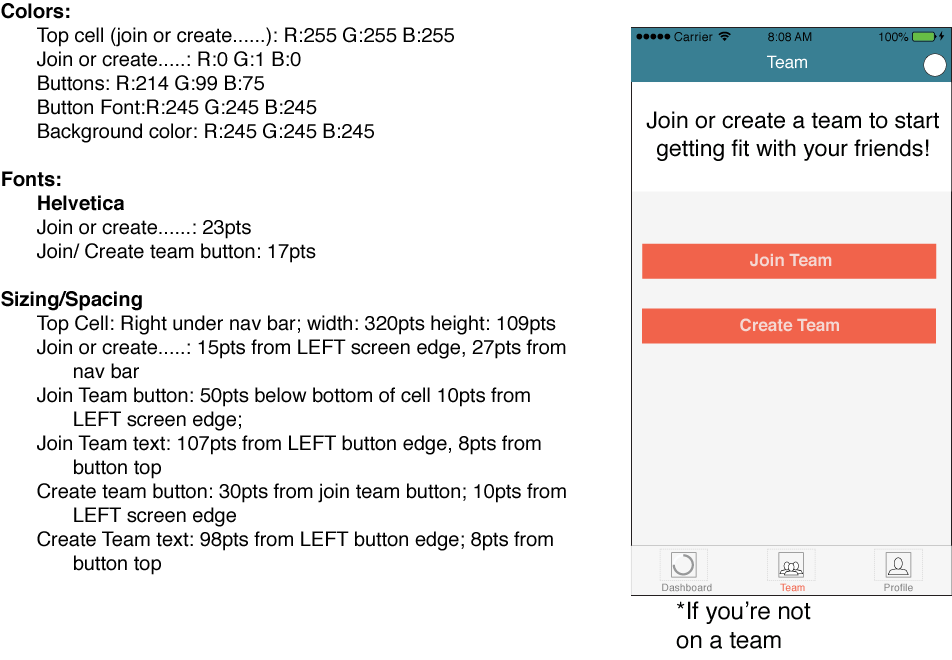 Colors:
Top cell (join or create......): R:255 G:255 B:255
Join or create.....: R:0 G:1 B:0
Buttons: R:214 G:99 B:75
Button Font:R:245 G:245 B:245
Background color: R:245 G:245 B:245
Fonts:
Helvetica
Join or create......: 23pts
Join/ Create team button: 17pts
Sizing/Spacing
Top Cell: Right under nav bar; width: 320pts height: 109pts
Join or create.....: 15pts from LEFT screen edge, 27pts from
nav bar
Join Team button: 50pts below bottom of cell 10pts from
LEFT screen edge;
Join Team text: 107pts from LEFT button edge, 8pts from
button top
Create team button: 30pts from join team button; 10pts from
LEFT screen edge
Create Team text: 98pts from LEFT button edge; 8pts from
button top
Carrier 8:08 AM 100%
Team
Join or create a team to start
getting fit with your friends!
Join Team
Create Team
Dashboard Team Profile
*If you're not
on a team